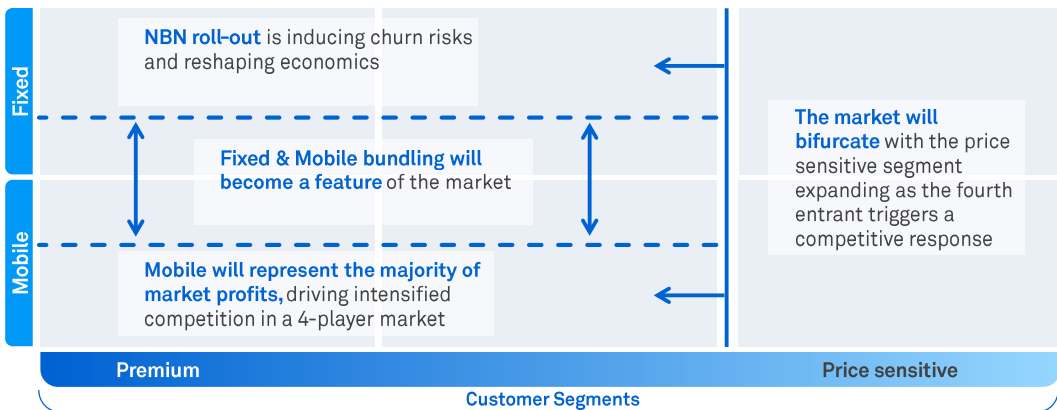 Fixed
NBN roll-out is inducing churn risks
and reshaping economics
Fixed & Mobile bundling will
become a feature of the market
The market will
bifurcate with the price
sensitive segment
expanding as the fourth
entrant triggers a
competitive response
Mobile
Mobile will represent the majority of
market profits, driving intensified
competition in a 4-player market
Premium
Price sensitive
Customer Segments